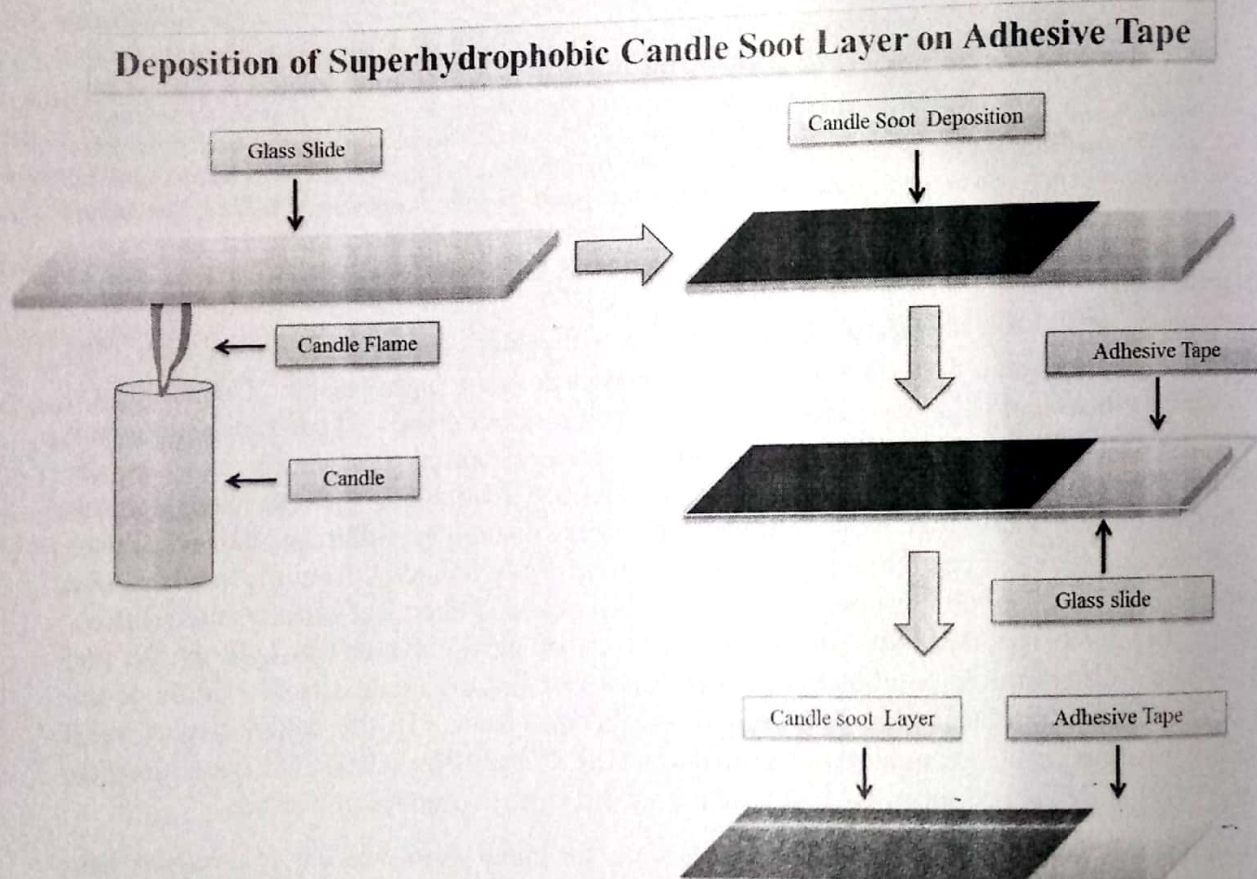 Deposition of Superhydrophobic Candle Soot Layer on Adhesive Tape
Glass Slide
Candle Soot Deposition
Candle Flame
Adhesive Tape
Candle
Glass slide
Candle soot Layer
Adhesive Tape